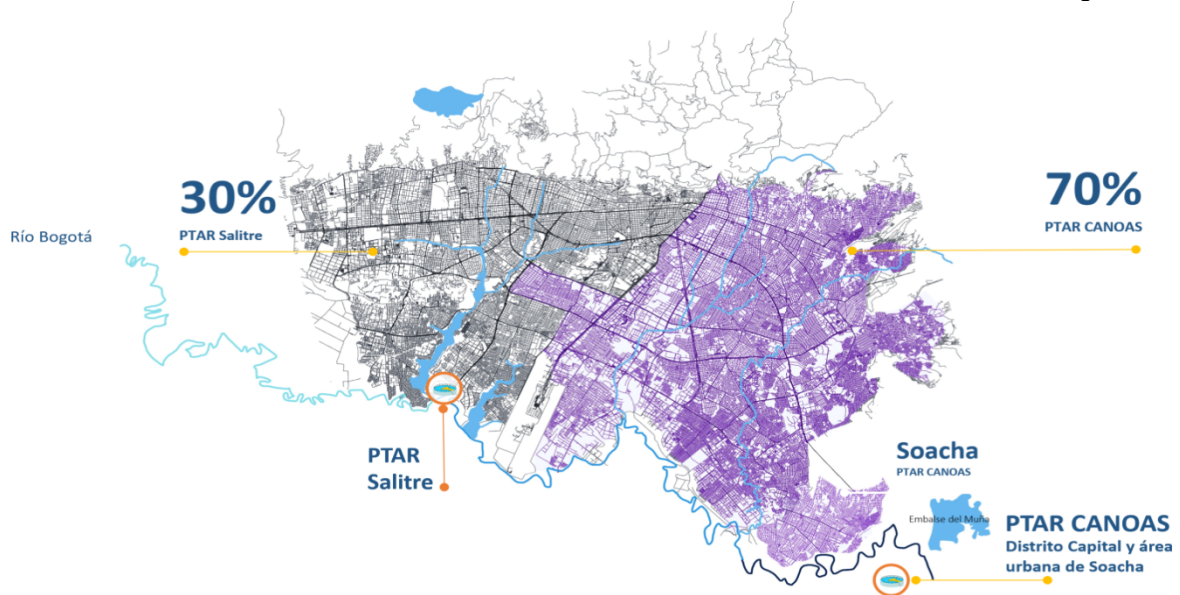 30%
PTAR Salitre
70%
PTAR CANOAS
Río Bogotá
PTAR
Salitre
Soacha
PTAR CANOAS
Embalse del Muña
PTAR CANOAS
Distrito Capital y área
urbana de Soacha